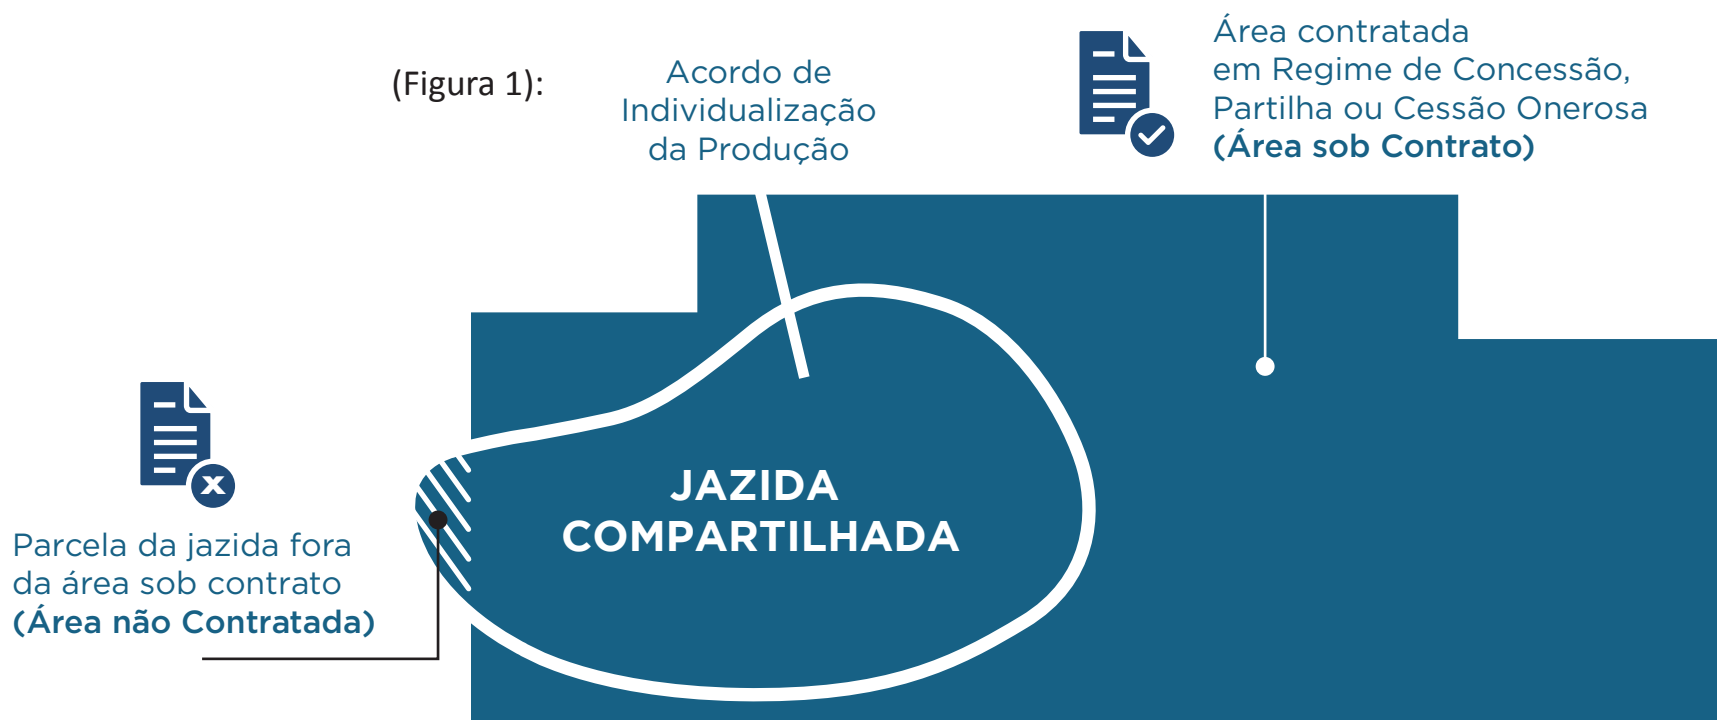 (Figura 1):
Acordo de
Individualização
da Produção
Área contratada
em Regime de Concessão,
Partilha ou Cessão Onerosa
(Área sob Contrato)
JAZIDA
COMPARTILHADA
X
Parcela da jazida fora
da área sob contrato
(Área não Contratada)